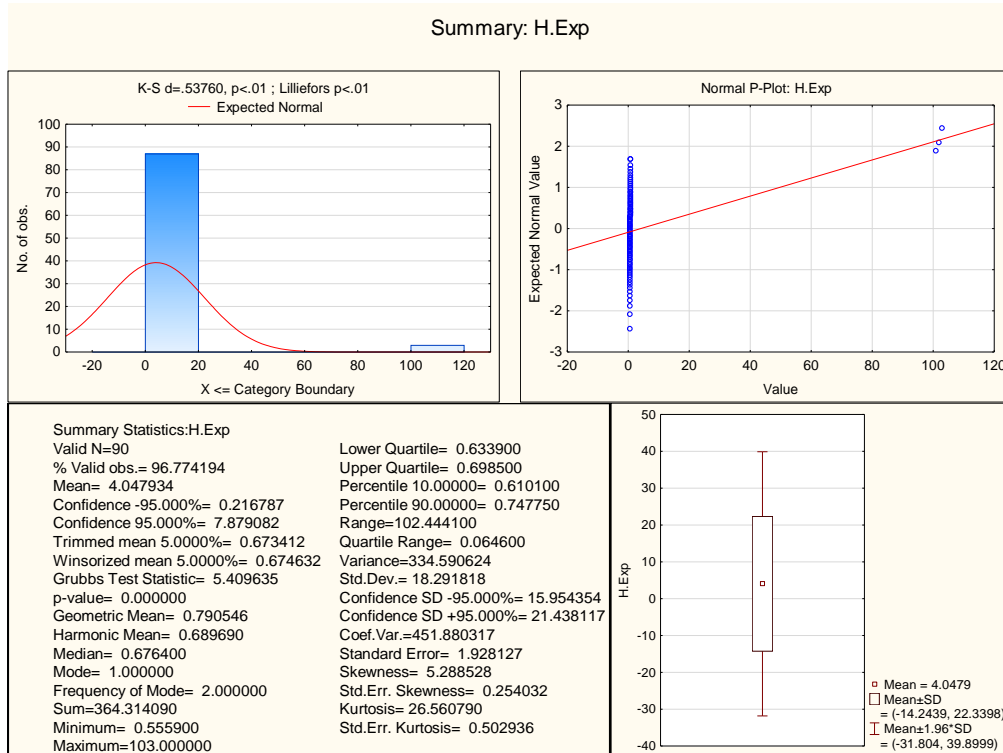 Summary: H.Exp
K-S d=.53760, p<.01 ; Lilliefors p<.01
Expected Normal
100
90
80
70
60
50
40
30
20
10
0
No. of obs.
-20 0 20 40 60 80 100 120
X <= Category Boundary
Normal P-Plot: H.Exp
3
2
1
0
-1
-2
-3
Expected Normal Value
-20 0 20 40 60 80 100 120
Value
Summary Statistics:H.Exp
Valid N=90
% Valid obs.= 96.774194
Mean= 4.047934
Confidence -95.000%= 0.216787
Confidence 95.000%= 7.879082
Trimmed mean 5.0000%= 0.673412
Winsorized mean 5.0000%= 0.674632
Grubbs Test Statistic= 5.409635
p-value= 0.000000
Geometric Mean= 0.790546
Harmonic Mean= 0.689690
Median= 0.676400
Mode= 1.000000
Frequency of Mode= 2.000000
Sum=364.314090
Minimum= 0.555900
Maximum=103.000000
Lower Quartile= 0.633900
Upper Quartile= 0.698500
Percentile 10.00000= 0.610100
Percentile 90.00000= 0.747750
Range=102.444100
Quartile Range= 0.064600
Variance=334.590624
Std.Dev.= 18.291818
Confidence SD -95.000%= 15.954354
Confidence SD +95.000%= 21.438117
Coef.Var.=451.880317
Standard Error= 1.928127
Skewness= 5.288528
Std.Err. Skewness= 0.254032
Kurtosis= 26.560790
Std.Err. Kurtosis= 0.502936
50
40
30
20
10
0
-10
-20
-30
-40
H.Exp
Mean = 4.0479
Mean±SD
= (-14.2439, 22.3398)
Mean±1.96*SD
= (-31.804, 39.8999)